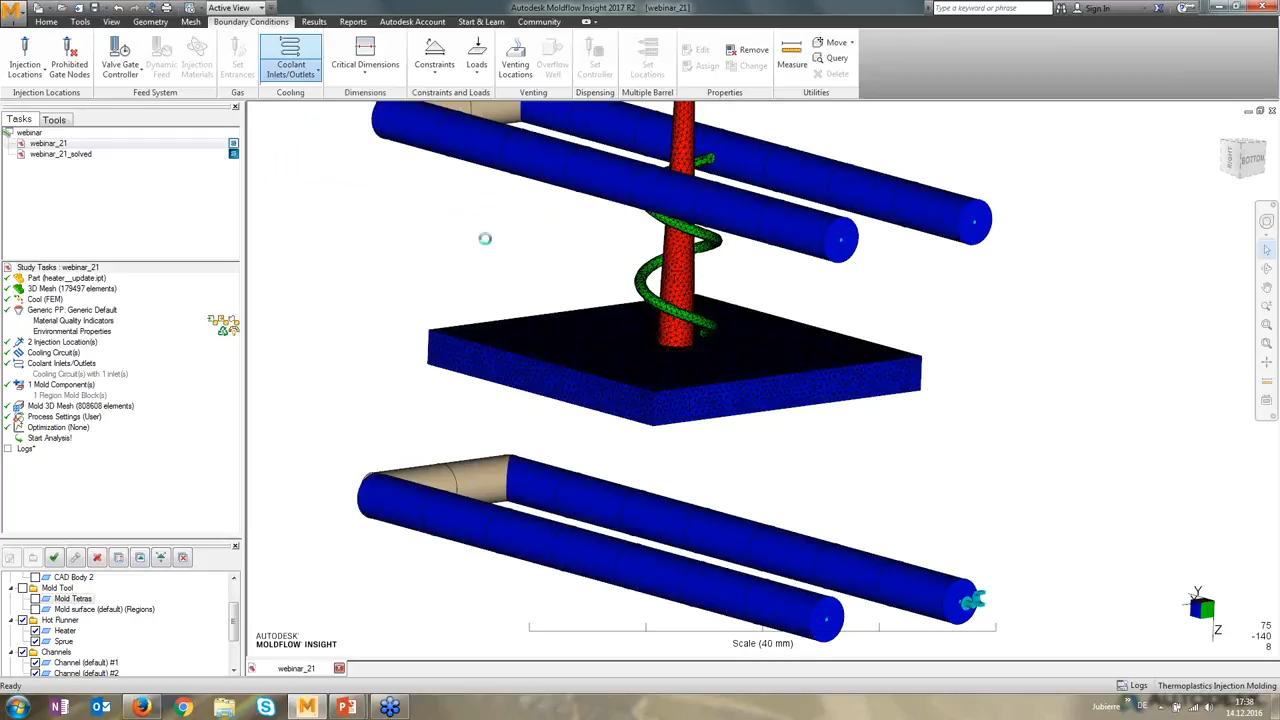 Active View
Autodesk Moldflow Insight 2017 R2 [webinar_21]
Type a keyword or phrase
Sign In
Home Tools View Geometry Mesh Boundary Conditions Results Reports Autodesk Account Start & Learn Community
Injection Locations
Prohibited Gate Nodes
Valve Gate Controller
Dynamic Feed
Injection Materials
Set Entrances
Coolant Inlets/Outlets
Critical Dimensions
Constraints
Loads
Venting Locations
Overflow Well
Set Controller
Set Locations
Edit
Assign
Remove
Change
Measure
Move
Query
Delete
Injection Locations Feed System Gas Cooling Dimensions Constraints and Loads Venting Dispensing Multiple Barrel Properties Utilities
Tasks Tools
webinar
webinar_21
webinar_21_solved
RIGHT BOTTOM
Study Tasks : webinar_21
Part (heater__update.ipt)
3D Mesh (179497 elements)
Cool (FEM)
Generic PP: Generic Default
Material Quality Indicators
Environmental Properties
2 Injection Location(s)
Cooling Circuit(s)
Coolant Inlets/Outlets
Cooling Circuit(s) with 1 inlet(s)
1 Mold Component(s)
1 Region Mold Block(s)
Mold 3D Mesh (808608 elements)
Process Settings (User)
Optimization (None)
Start Analysis!
Logs*
CAD Body 2
Mold Tool
Mold Tetras
Mold surface (default) (Regions)
Hot Runner
Heater
Sprue
Channels
Channel (default) #1
Channel (default) #2
AUTODESK
MOLDFLOW INSIGHT
Scale (40 mm)
Y
Z
75
-140
8
webinar_21
Ready
Logs
Thermoplastics Injection Molding
Jubierre
DE
17:38
14.12.2016